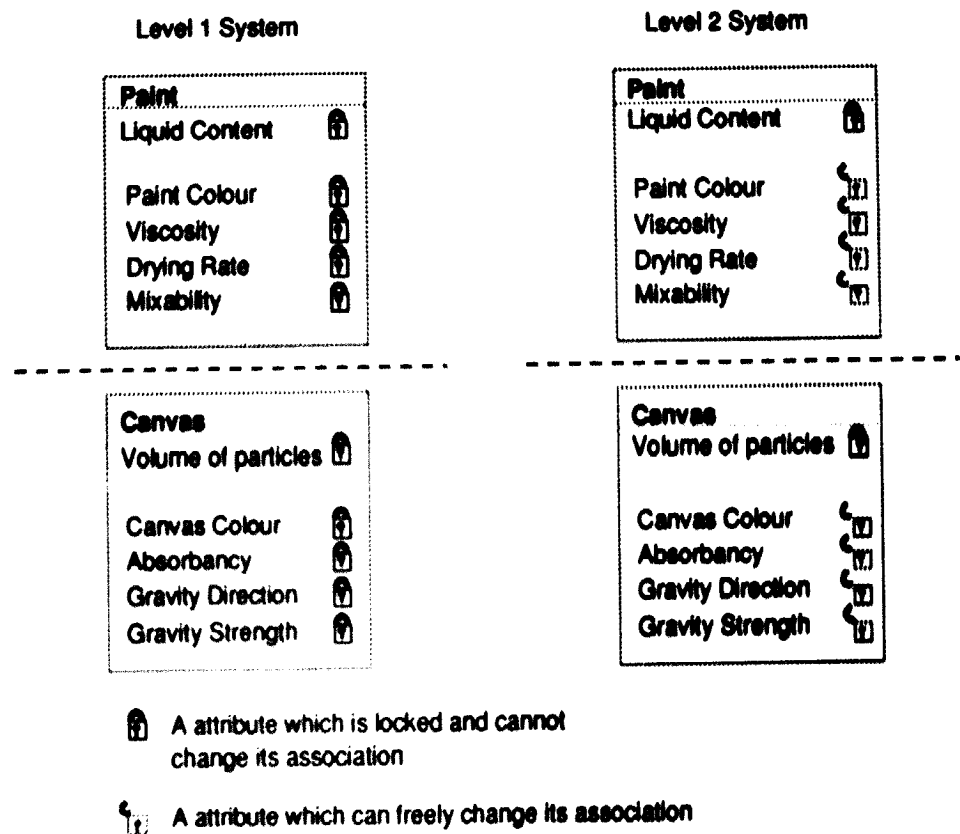 Level 1 System
Paint
Liquid Content
Paint Colour
Viscosity
Drying Rate
Mixability
Canvas
Volume of particles
Canvas Colour
Absorbancy
Gravity Direction
Gravity Strength
Level 2 System
Paint
Liquid Content
Paint Colour
Viscosity
Drying Rate
Mixability
Canvas
Volume of particles
Canvas Colour
Absorbancy
Gravity Direction
Gravity Strength
A attribute which is locked and cannot
change its association
A attribute which can freely change its association